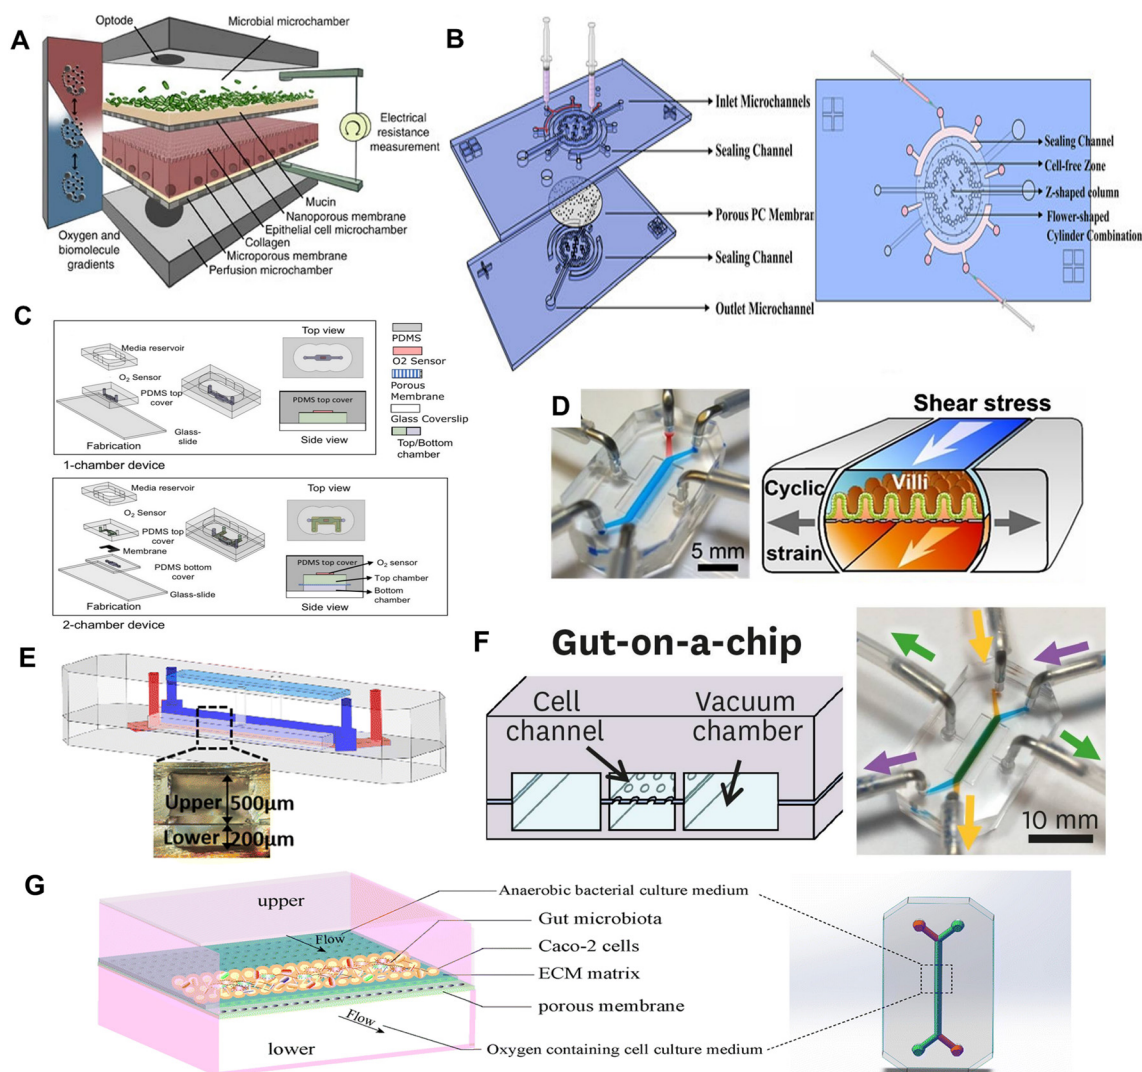 A
Optode
Microbial microchamber
Electrical
resistance
measurement
Mucin
Nanoporous membrane
Epithelial cell microchamber
Collagen
Microporous membrane
Perfusion microchamber
Oxygen and
biomolecule
gradients
B
Inlet Microchannels
Sealing Channel
Porous PC Membran
Sealing Channel
Outlet Microchannel
Sealing Channel
Cell-free Zone
Z-shaped column
Flower-shaped
Cylinder Combination
C
Media reservoir
O2 Sensor
PDMS top
cover
Glass-
slide
Fabrication
Top view
PDMS top cover
Side view
1-chamber device
PDMS
O2 Sensor
Porous
Membrane
Glass Coverslip
Top/Bottom
chamber
Media reservoir
O2 Sensor
PDMS top
cover
Membrane
PDMS bottom
cover
Glass-slide
Fabrication
Top view
PDMS top cover
O2 sensor
Top chamber
Bottom
chamber
Side view
2-chamber device
D
5 mm
Shear stress
Villi
Cyclic
strain
E
Upper 500µm
Lower 200µm
F
Gut-on-a-chip
Cell
channel
Vacuum
chamber
10 mm
G
upper
Flow
Anaerobic bacterial culture medium
Gut microbiota
Caco-2 cells
ECM matrix
porous membrane
Flow
lower
Oxygen containing cell culture medium